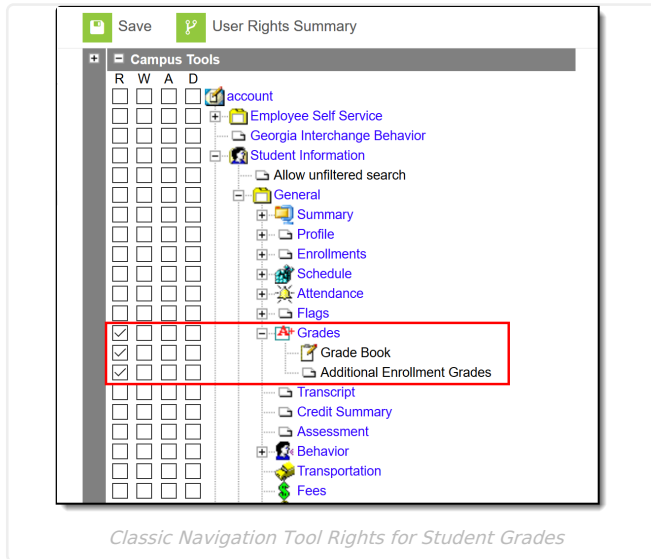 Save User Rights Summary
Campus Tools
R W A D
account
Employee Self Service
Georgia Interchange Behavior
Student Information
Allow unfiltered search
General
Summary
Profile
Enrollments
Schedule
Attendance
Flags
Grades
Grade Book
Additional Enrollment Grades
Transcript
Credit Summary
Assessment
Behavior
Transportation
Fees
Classic Navigation Tool Rights for Student Grades